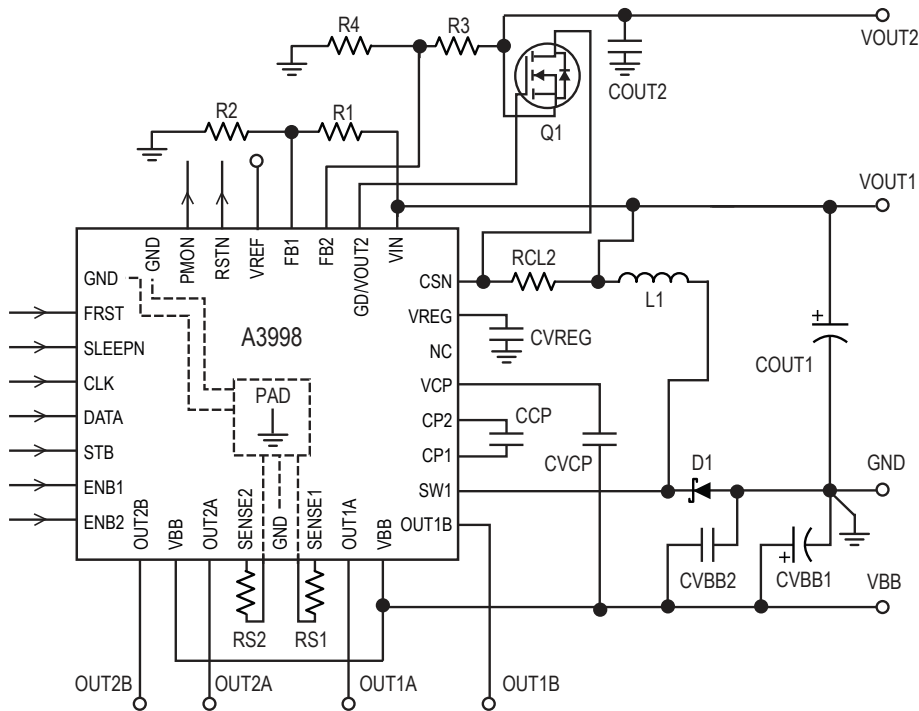 R4
R3
VOUT2
COUT2
Q1
R2
R1
VOUT1
GND
PMON
RSTN
VREF
FB1
FB2
GD/VOUT2
VIN
GND
CSN
RCL2
L1
FRST
VREG
CVREG
+
SLEEPN
A3998
NC
COUT1
CLK
VCP
PAD
DATA
CP2
CCP
STB
CP1
CVCP
D1
GND
ENB1
SW1
ENB2
OUT1B
OUT2B
VBB
OUT2A
SENSE2
GND
SENSE1
OUT1A
VBB
+
CVBB2
CVBB1
VBB
RS2
RS1
OUT2B
OUT2A
OUT1A
OUT1B